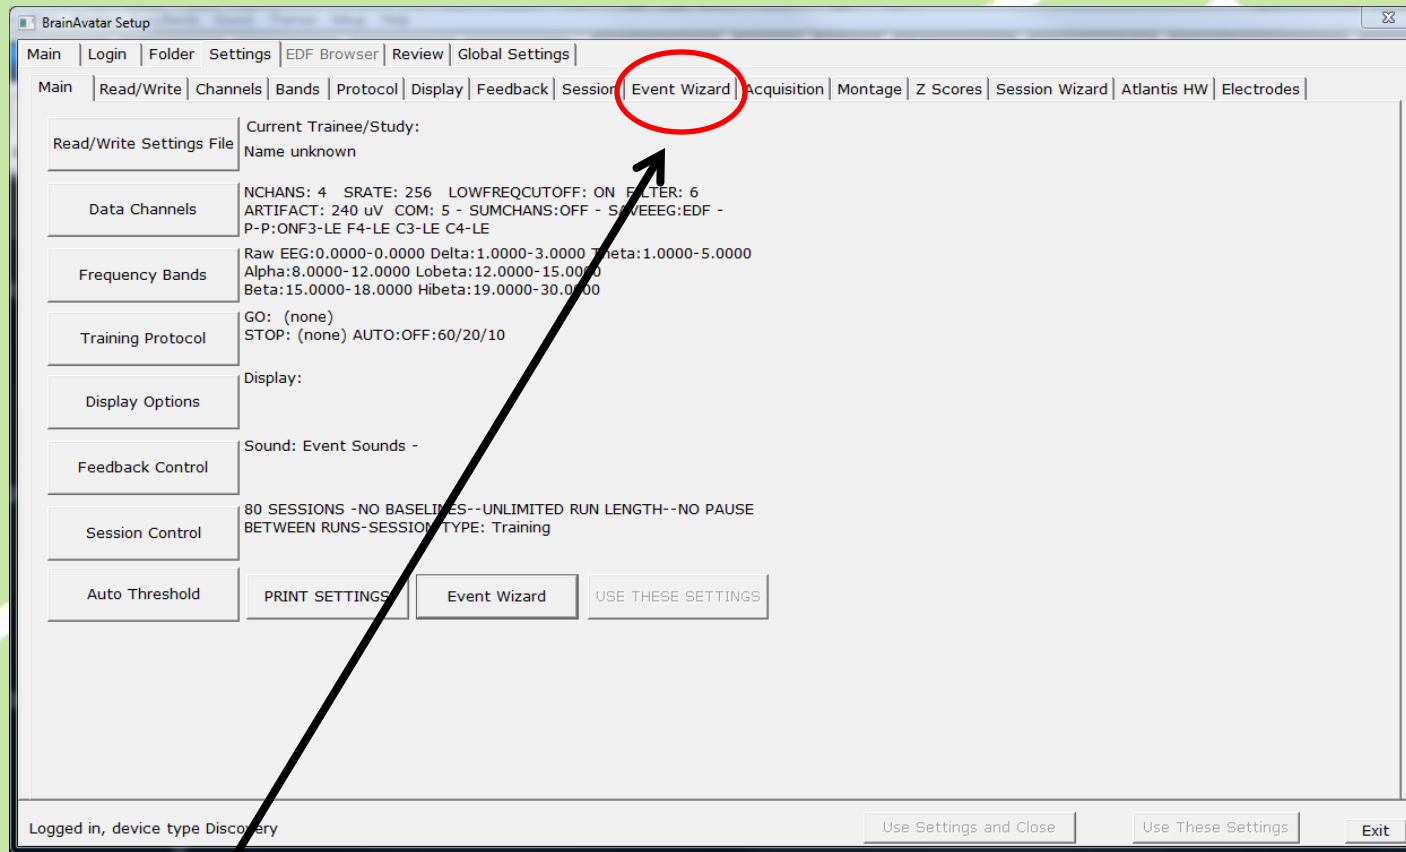 BrainAvatar Setup
Main Login Folder Settings EDF Browser Review Global Settings
Main Read/Write Channels Bands Protocol Display Feedback Session Event Wizard Acquisition Montage Z Scores Session Wizard Atlantis HW Electrodes
Read/Write Settings File
Current Trainee/Study:
Name unknown
Data Channels
NCHANS: 4 SRATE: 256 LOWFREQCUTOFF: ON FILTER: 6
ARTIFACT: 240 uV COM: 5 - SUMCHANS:OFF - SAVEEEG:EDF -
P-P:ONF3-LE F4-LE C3-LE C4-LE
Frequency Bands
Raw EEG:0.0000-0.0000 Delta:1.0000-3.0000 Theta:1.0000-5.0000
Alpha:8.0000-12.0000 Lobeta:12.0000-15.0000
Beta:15.0000-18.0000 Hibeta:19.0000-30.0000
Training Protocol
GO: (none)
STOP: (none) AUTO:OFF:60/20/10
Display Options
Display:
Feedback Control
Sound: Event Sounds -
Session Control
80 SESSIONS -NO BASELINES--UNLIMITED RUN LENGTH--NO PAUSE
BETWEEN RUNS-SESSION TYPE: Training
Auto Threshold
PRINT SETTINGS Event Wizard USE THESE SETTINGS
Logged in, device type Discovery
Use Settings and Close Use These Settings Exit